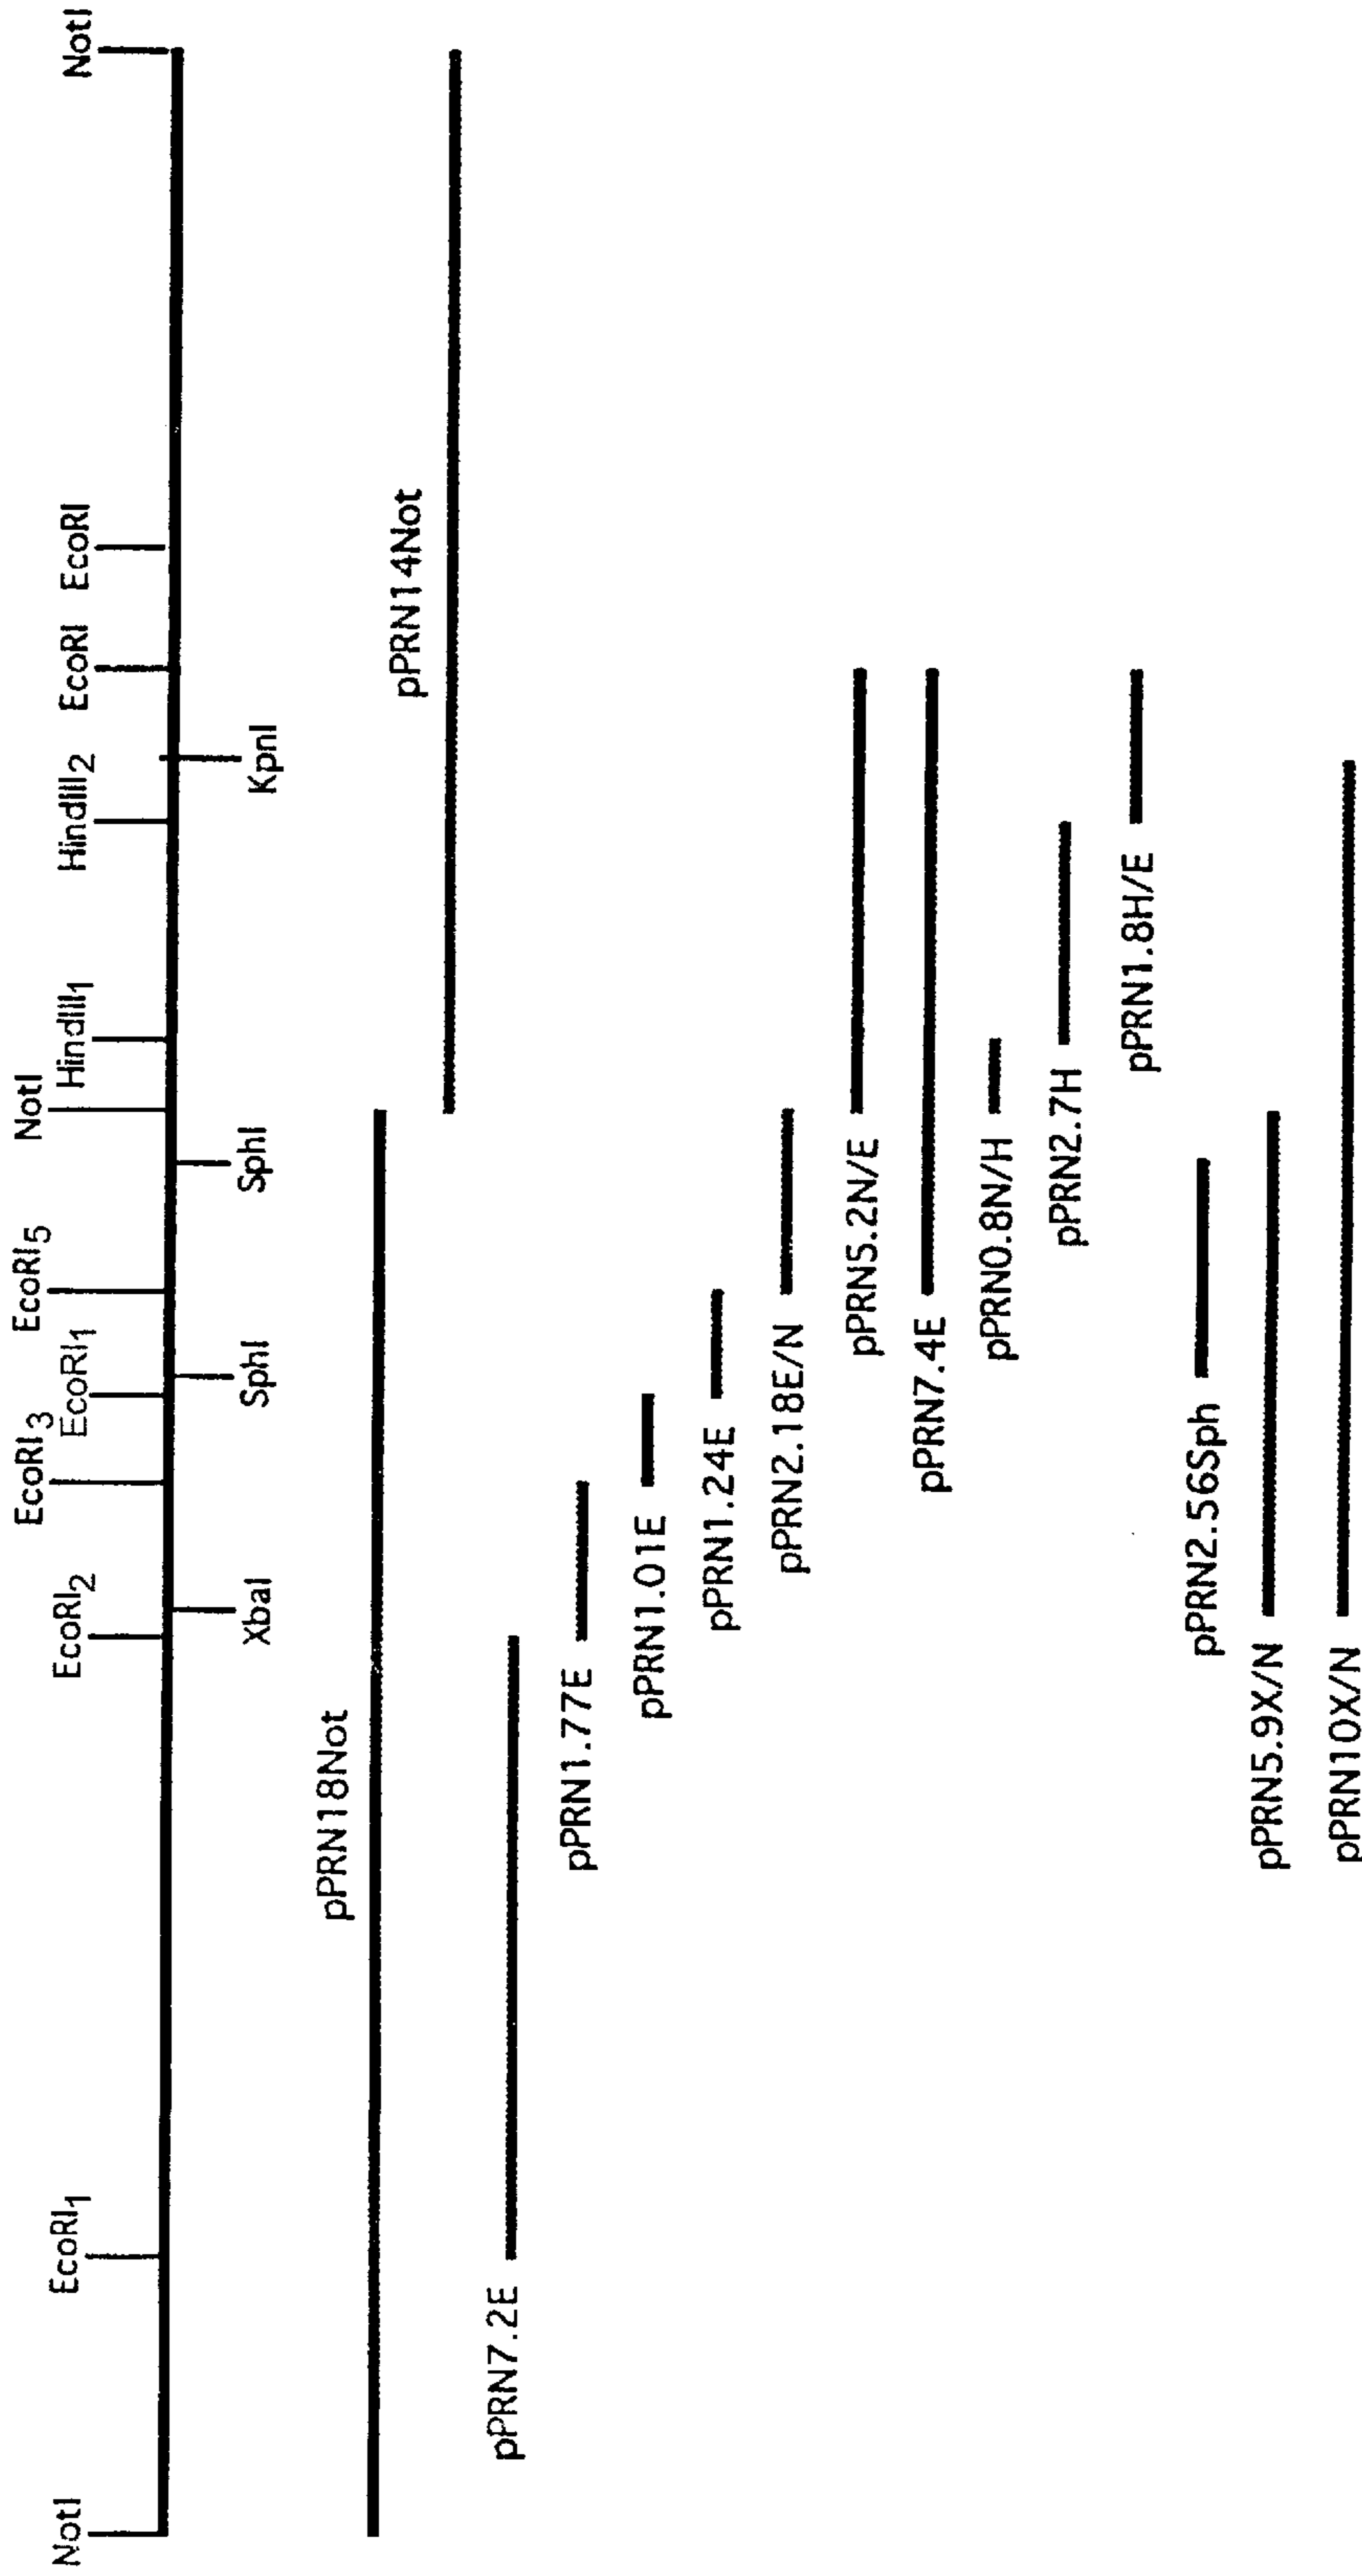 NotI
EcoRI1
EcoRI2
EcoRI3
EcoRI1
EcoRI5
NotI
HindIII1
HindIII2
EcoRI
EcoRI
NotI
XbaI
SphI
SphI
KpnI
pPRN18Not
pPRN14Not
pPRN7.2E
pPRN1.77E
pPRN1.01E
pPRN1.24E
pPRN2.18E/N
pPRN5.2N/E
pPRN7.4E
pPRN0.8N/H
pPRN2.7H
pPRN1.8H/E
pPRN2.56Sph
pPRN5.9X/N
pPRN10X/N